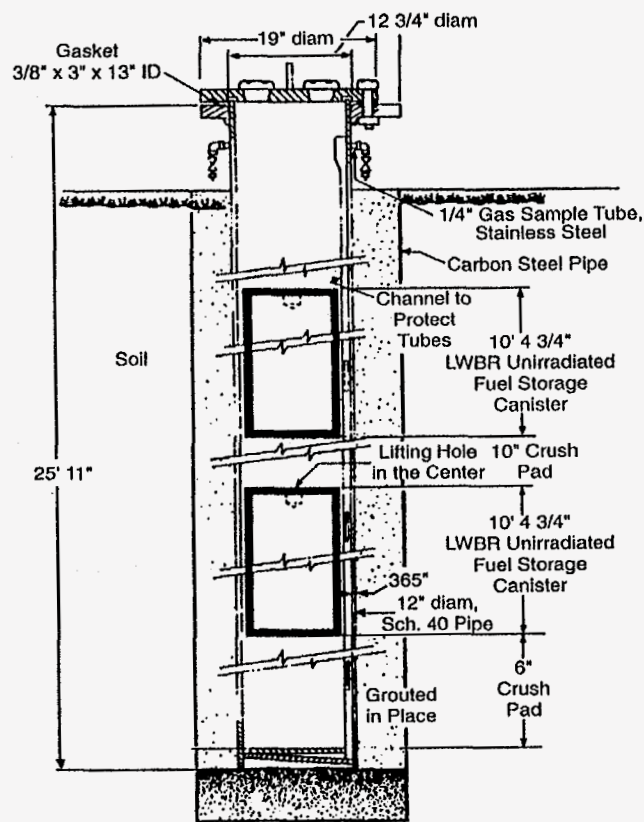 12 3/4" diam
19" diam
Gasket
3/8" x 3" x 13" ID
1/4" Gas Sample Tube,
Stainless Steel
Carbon Steel Pipe
Channel to
Protect
Tubes
10' 4 3/4"
LWBR Unirradiated
Fuel Storage
Canister
Soil
25' 11"
Lifting Hole
in the Center
10" Crush
Pad
10' 4 3/4"
LWBR Unirradiated
Fuel Storage
Canister
365"
12" diam,
Sch. 40 Pipe
6"
Crush
Pad
Grouted
in Place